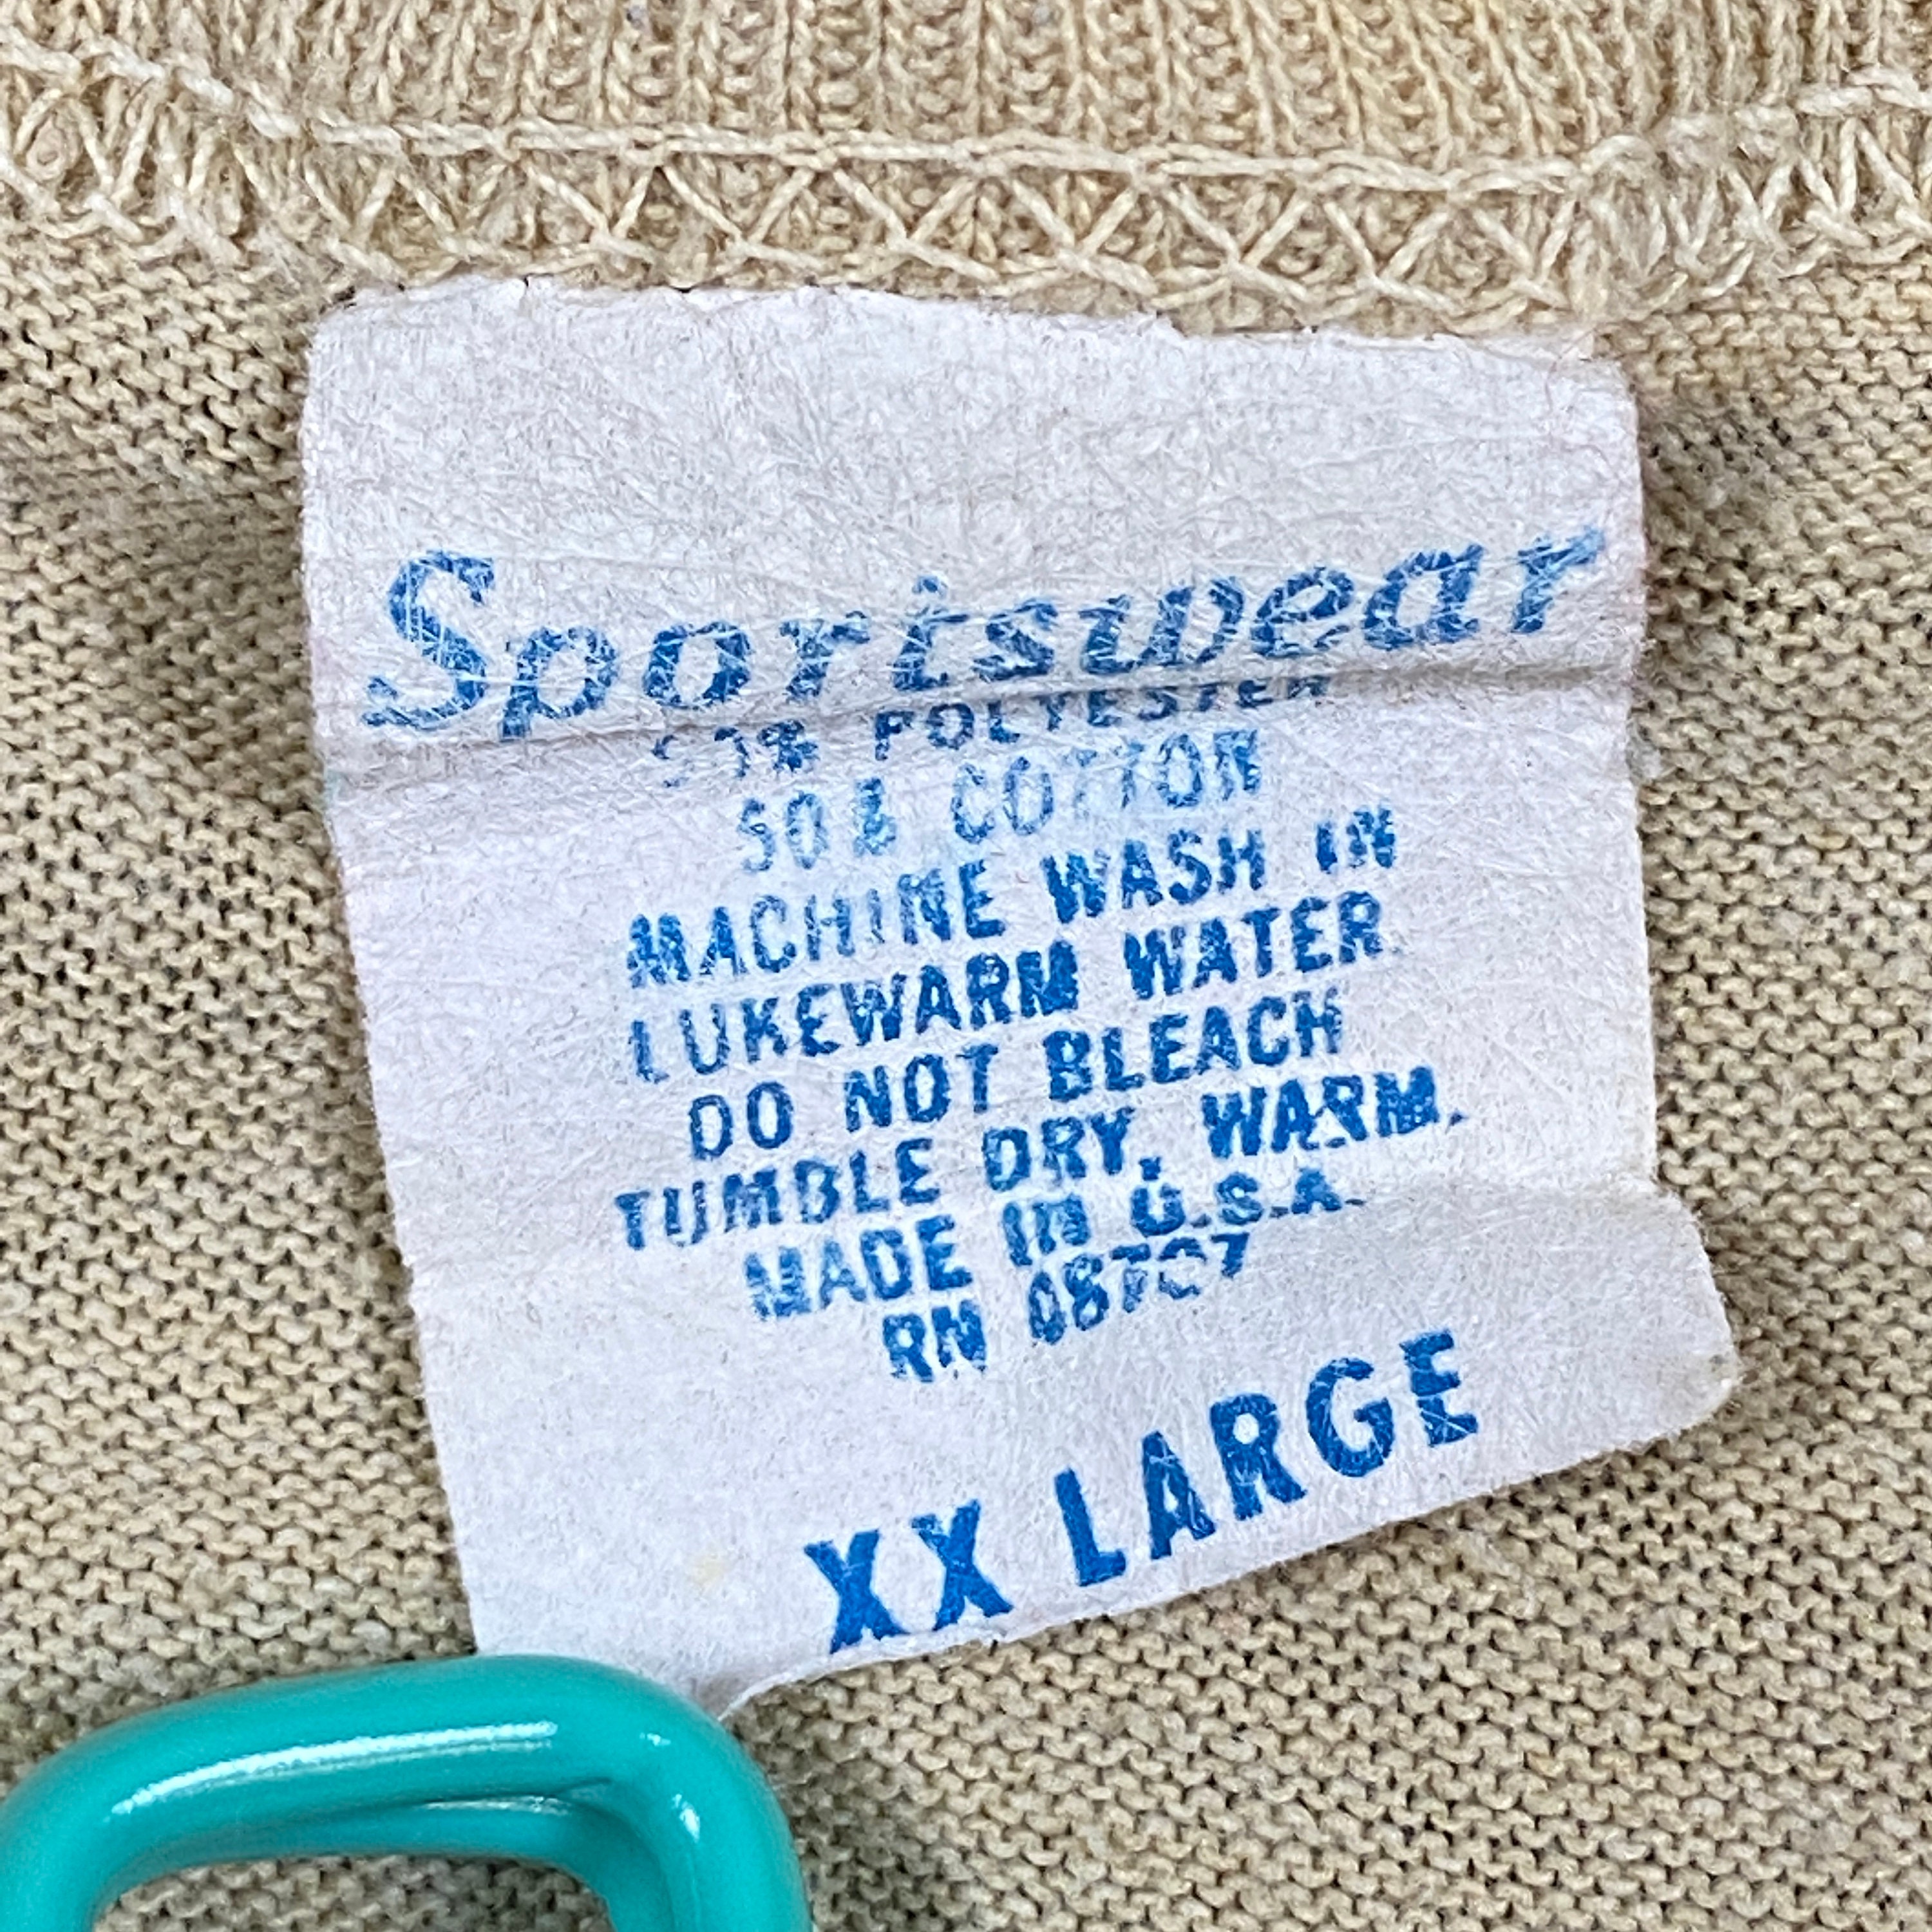 Sportswear
50% POLYESTER
50% COTTON
MACHINE WASH IN
LUKEWARM WATER
DO NOT BLEACH
TUMBLE DRY, WARM.
MADE IN U.S.A.
RN
XX LARGE